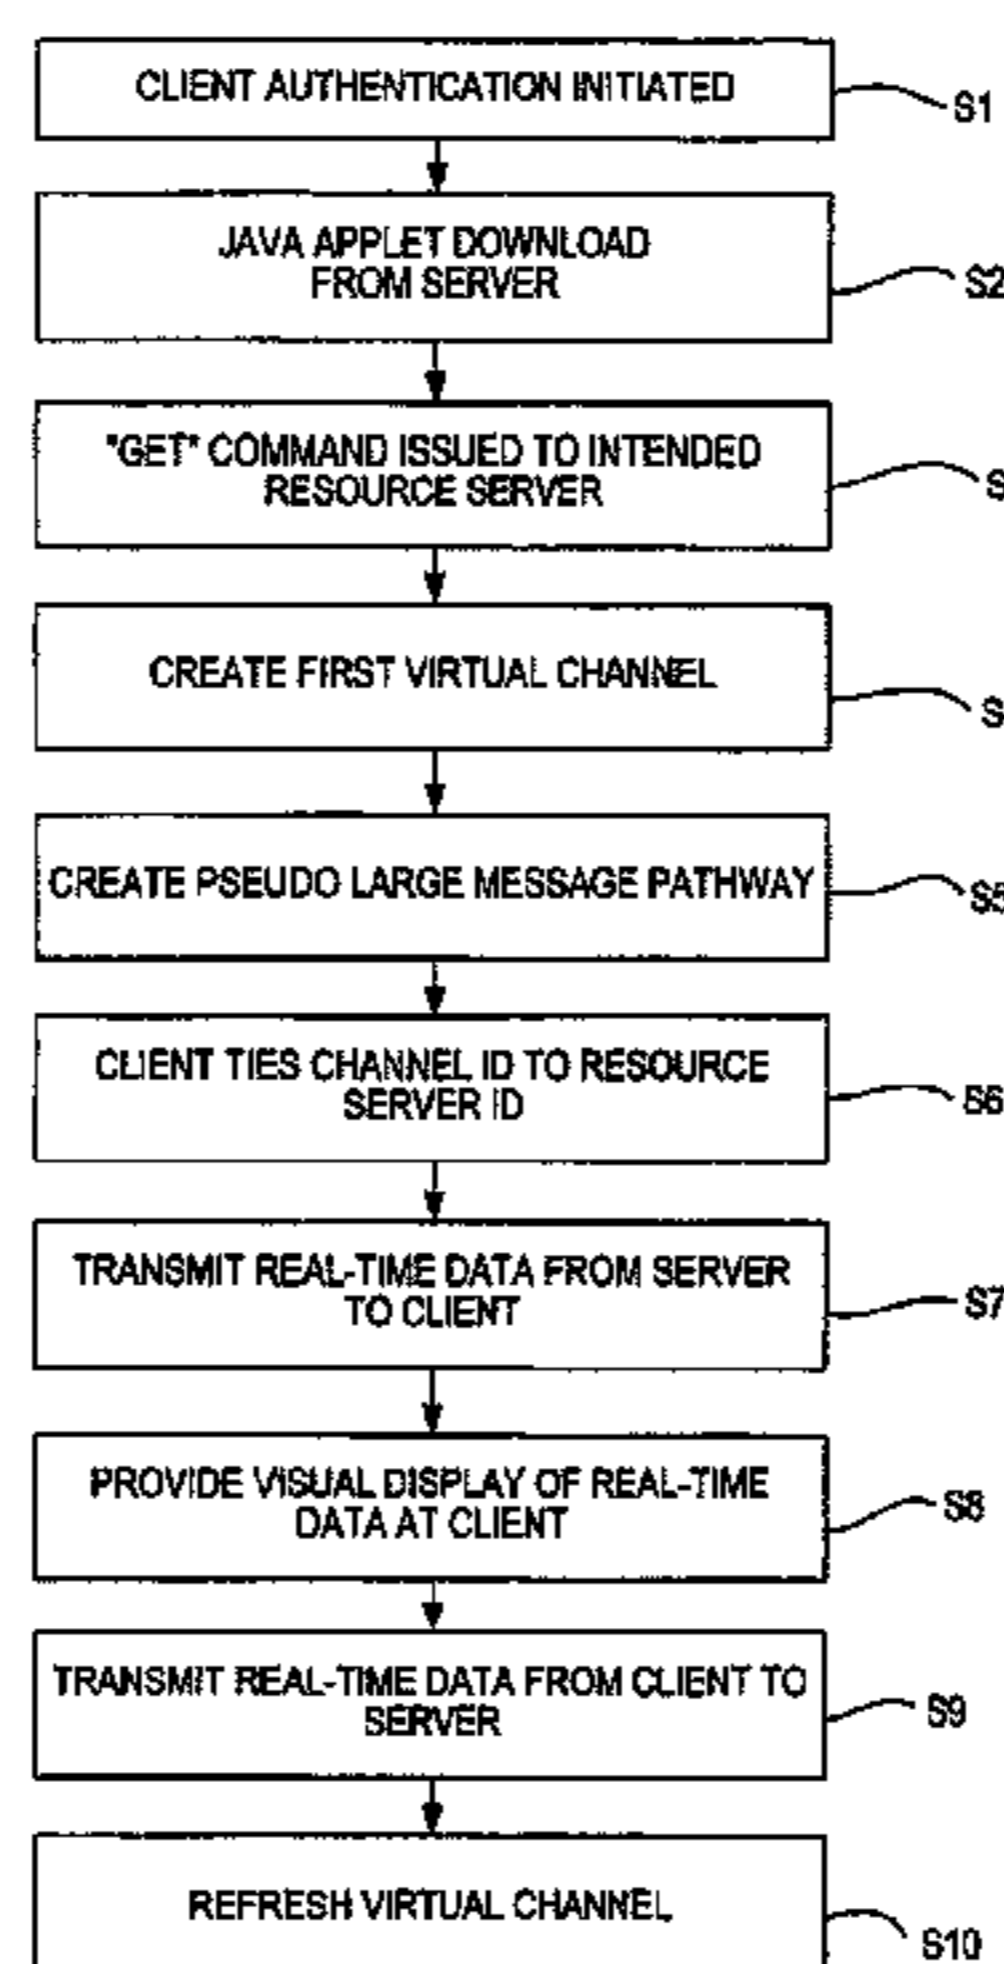 CLIENT AUTHENTICATION INITIATED
S1
JAVA APPLET DOWNLOAD
FROM SERVER
S2
"GET" COMMAND ISSUED TO INTENDED
RESOURCE SERVER
S
CREATE FIRST VIRTUAL CHANNEL
S
CREATE PSEUDO LARGE MESSAGE PATHWAY
S5
CLIENT TIES CHANNEL ID TO RESOURCE
SERVER ID
S6
TRANSMIT REAL-TIME DATA FROM SERVER
TO CLIENT
S7
PROVIDE VISUAL DISPLAY OF REAL-TIME
DATA AT CLIENT
S8
TRANSMIT REAL-TIME DATA FROM CLIENT TO
SERVER
S9
REFRESH VIRTUAL CHANNEL
S10